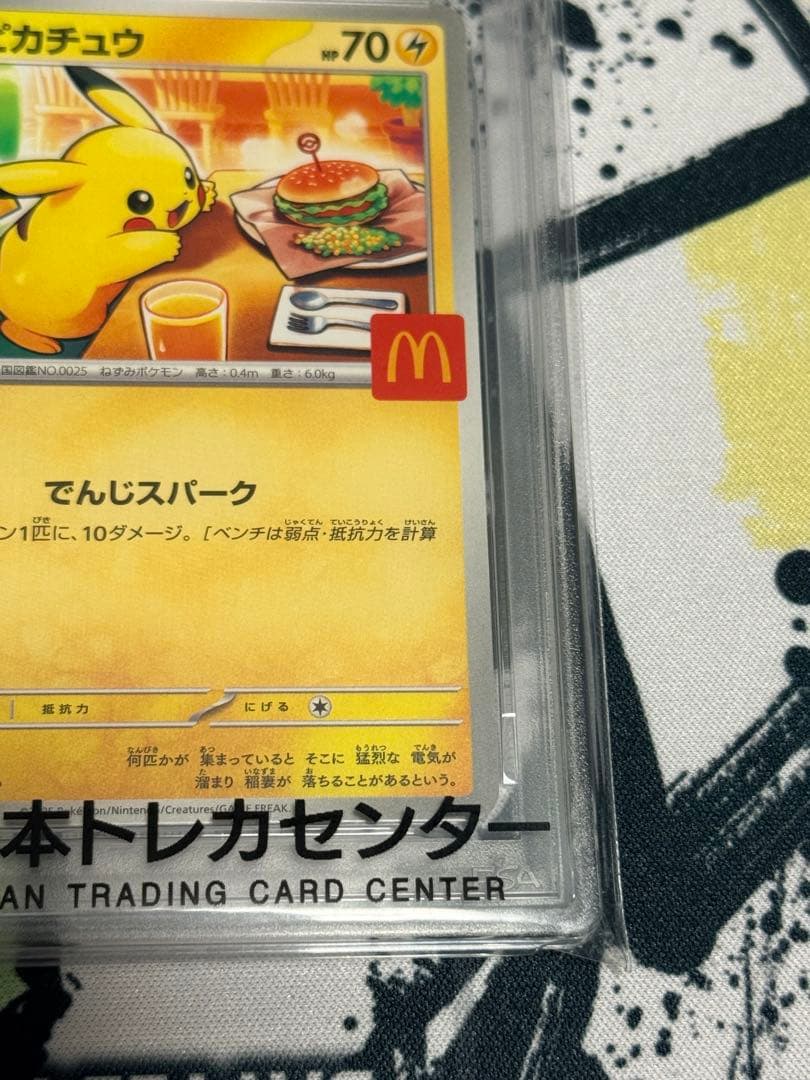 ピカチュウ HP70
国図鑑NO.0025 ねずみポケモン 高さ:0.4m 重さ:6.0kg
でんじスパーク
ン1匹に、10ダメージ。[ベンチは弱点・抵抗力を計算
抵抗力 にげる
何匹かが 集まっていると そこに 猛烈な 電気が
溜まり 稲妻が 落ちることがあるという。
Pokémon/Nintendo/Creatures/GAME FREAK.
本トレカセンター
AN TRADING CARD CENTER